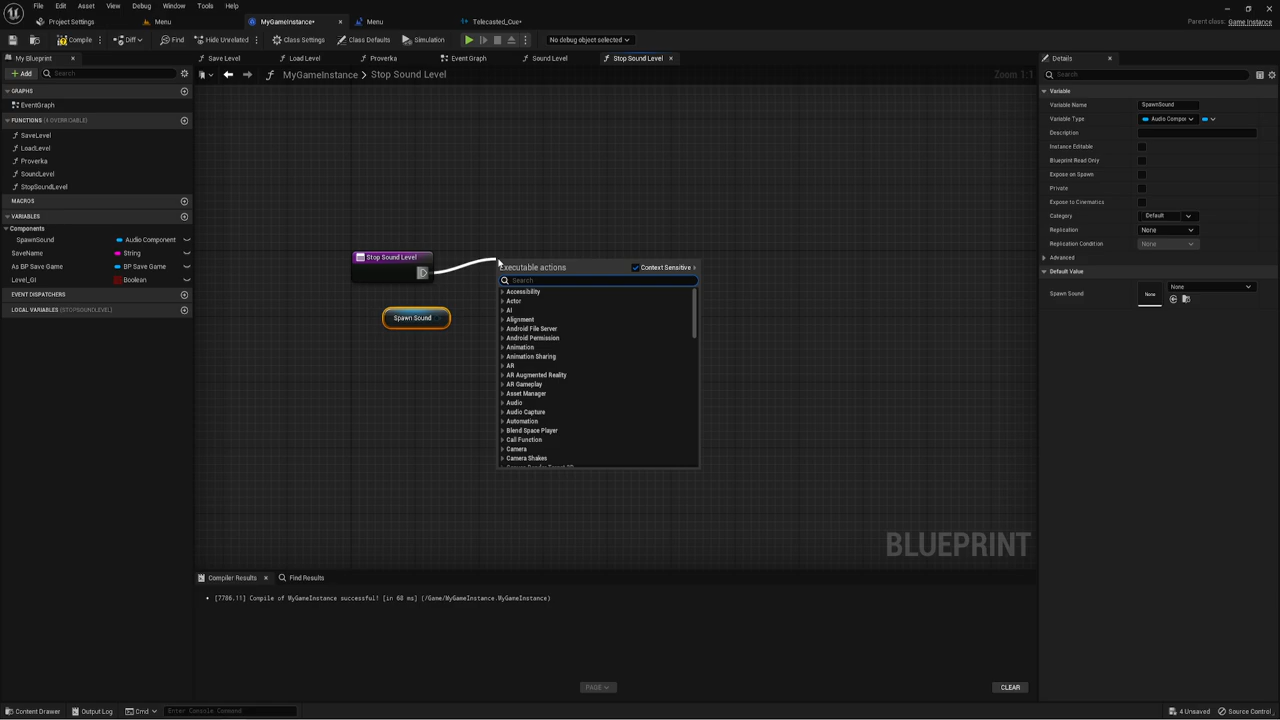 File Edit Asset View Debug Window Tools Help
Project Settings Menu MyGameInstance* Menu Telecasted_Cue* Parent class: Game Instance
Compile Diff Find Hide Unrelated Class Settings Class Defaults Simulation No debug object selected
My Blueprint Save Level Load Level Proverka Event Graph Sound Level Stop Sound Level Details
Add Search MyGameInstance Stop Sound Level Zoom 1:1 Search
GRAPHS Variable
EventGraph Variable Name SpawnSound
FUNCTIONS (4 OVERRIDABLE) Variable Type Audio Compor
SaveLevel Description
LoadLevel Instance Editable
Proverka Blueprint Read Only
SoundLevel Expose on Spawn
StopSoundLevel Private
MACROS Expose to Cinematics
VARIABLES Category Default
Components Replication None
SpawnSound Audio Component Replication Condition None
SaveName String Stop Sound Level Advanced
As BP Save Game BP Save Game Executable actions Context Sensitive Default Value
Level_GI Boolean Search
EVENT DISPATCHERS Accessibility Spawn Sound None None
LOCAL VARIABLES (STOPSOUNDLEVEL) Actor
AI
Spawn Sound Alignment
Android File Server
Android Permission
Animation
Animation Sharing
AR
AR Augmented Reality
AR Gameplay
Asset Manager
Audio
Audio Capture
Automation
Blend Space Player
Call Function
Camera
Camera Shakes
BLUEPRINT
Compiler Results Find Results
[7786.11] Compile of MyGameInstance successful! [in 68 ms] (/Game/MyGameInstance.MyGameInstance)
PAGE CLEAR
Content Drawer Output Log Cmd Enter Console Command 4 Unsaved Source Control